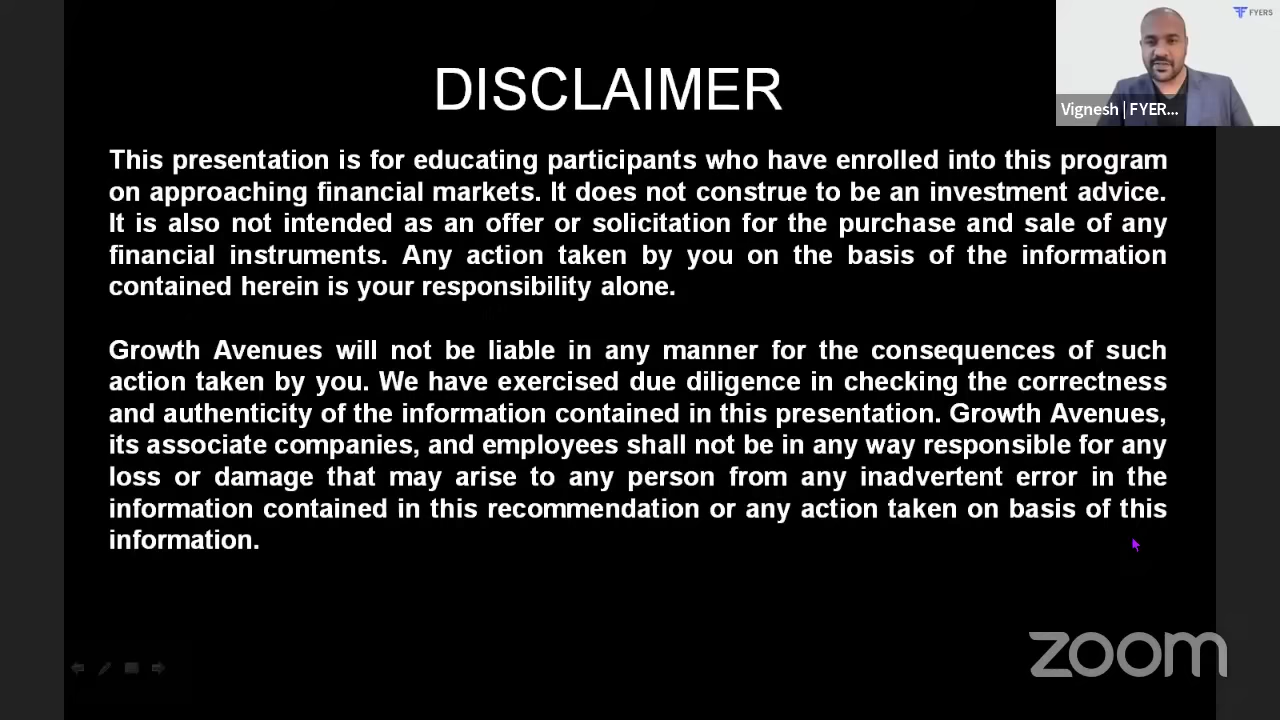 FYERS
DISCLAIMER
Vignesh | FYER...
This presentation is for educating participants who have enrolled into this program
on approaching financial markets. It does not construe to be an investment advice.
It is also not intended as an offer or solicitation for the purchase and sale of any
financial instruments. Any action taken by you on the basis of the information
contained herein is your responsibility alone.
Growth Avenues will not be liable in any manner for the consequences of such
action taken by you. We have exercised due diligence in checking the correctness
and authenticity of the information contained in this presentation. Growth Avenues,
its associate companies, and employees shall not be in any way responsible for any
loss or damage that may arise to any person from any inadvertent error in the
information contained in this recommendation or any action taken on basis of this
information.
zoom